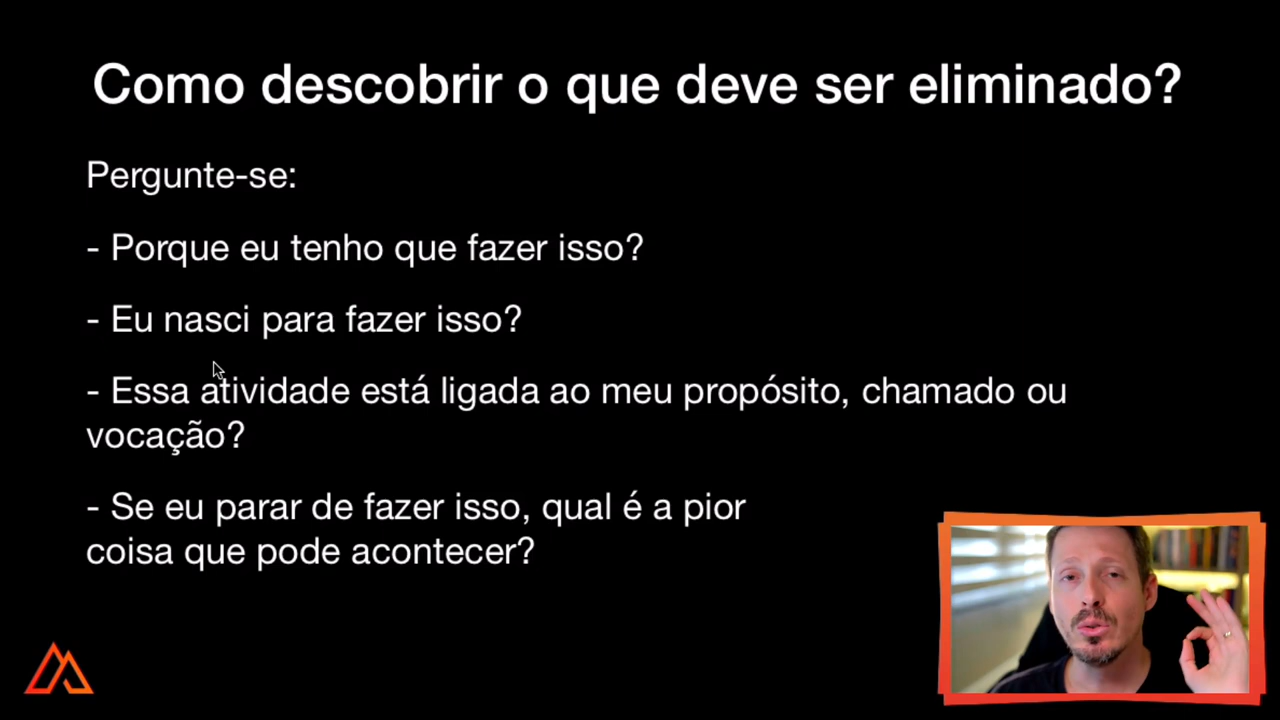 Como descobrir o que deve ser eliminado?
Pergunte-se:
- Porque eu tenho que fazer isso?
- Eu nasci para fazer isso?
- Essa atividade está ligada ao meu propósito, chamado ou
vocação?
- Se eu parar de fazer isso, qual é a pior
coisa que pode acontecer?